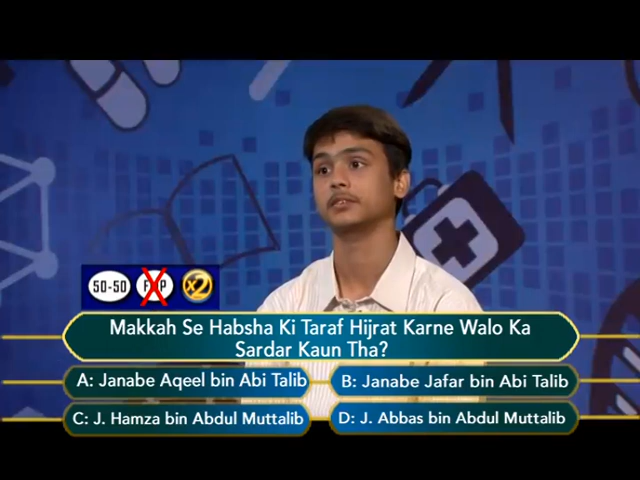 50-50
x2
Makkah Se Habsha Ki Taraf Hijrat Karne Walo Ka
Sardar Kaun Tha?
A: Janabe Aqeel bin Abi Talib
B: Janabe Jafar bin Abi Talib
C: J. Hamza bin Abdul Muttalib
D: J. Abbas bin Abdul Muttalib